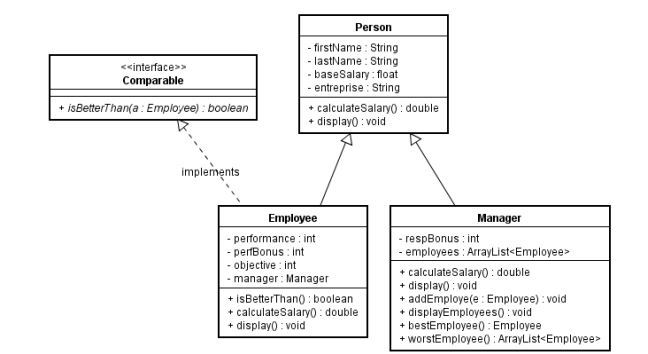 Person
- firstName : String
- lastName : String
- baseSalary : float
- entreprise : String
+ calculateSalary() : double
+ display() : void
<<interface>>
Comparable
+ isBetterThan(a : Employee) : boolean
implements
Employee
- performance : int
- perfBonus : int
- objective : int
- manager : Manager
+ isBetterThan() : boolean
+ calculateSalary() : double
+ display() : void
Manager
- respBonus : int
- employees : ArrayList<Employee>
+ calculateSalary() : double
+ display() : void
+ addEmploye(e : Employee) : void
+ displayEmployees() : void
+ bestEmployee() : Employee
+ worstEmployee() : ArrayList<Employee>